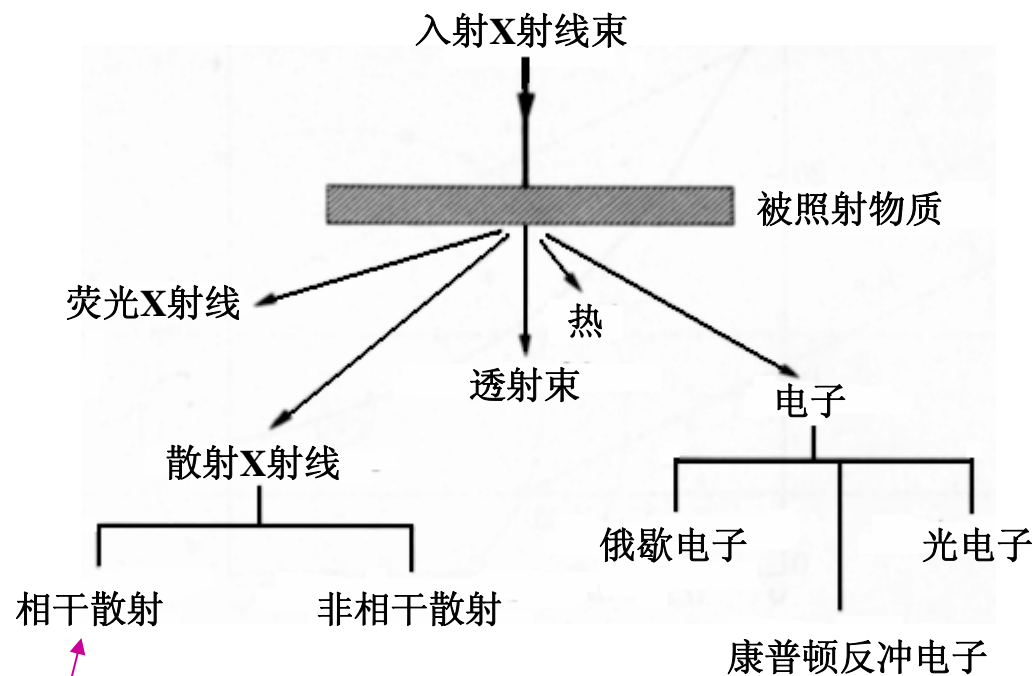 入射X射线束
被照射物质
荧光X射线
热
透射束
电子
散射X射线
俄歇电子
光电子
相干散射
非相干散射
康普顿反冲电子